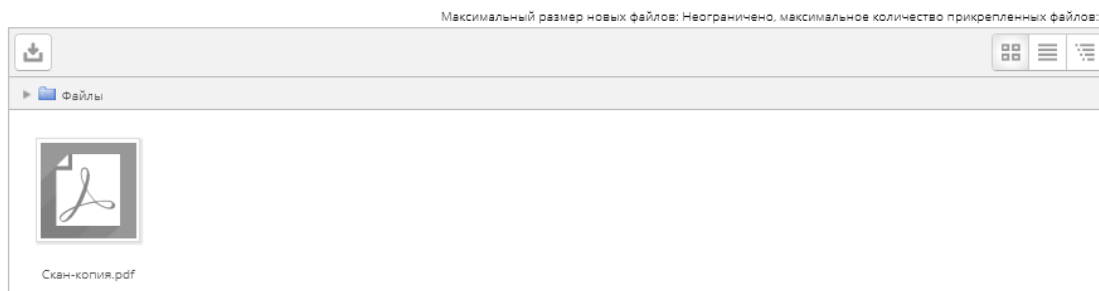 Максимальный размер новых файлов: Неограничено, максимальное количество прикрепленных файлов:
Файлы
Скан-копия.pdf